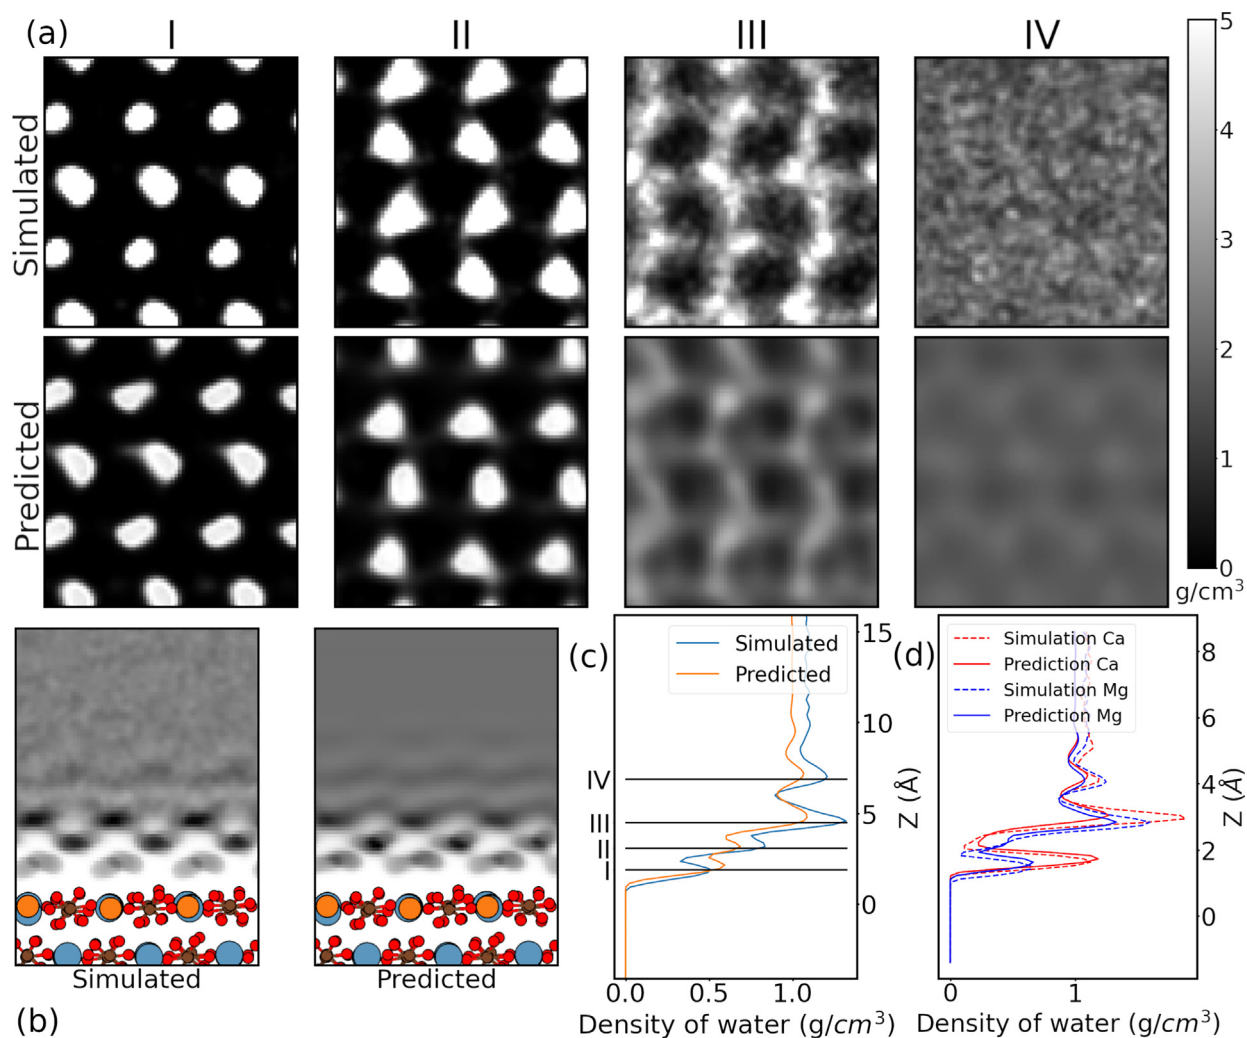 (a)
I II III IV
Simulated
Predicted
5
4
3
2
1
0
g/cm³
Simulated
Predicted
(b)
(c)
Simulated
Predicted
IV
III
II
I
15
10
5
0
Z (Å)
0.0 0.5 1.0
Density of water (g/cm³)
(d)
Simulation Ca
Prediction Ca
Simulation Mg
Prediction Mg
8
6
4
2
0
Z (Å)
0 1
Density of water (g/cm³)